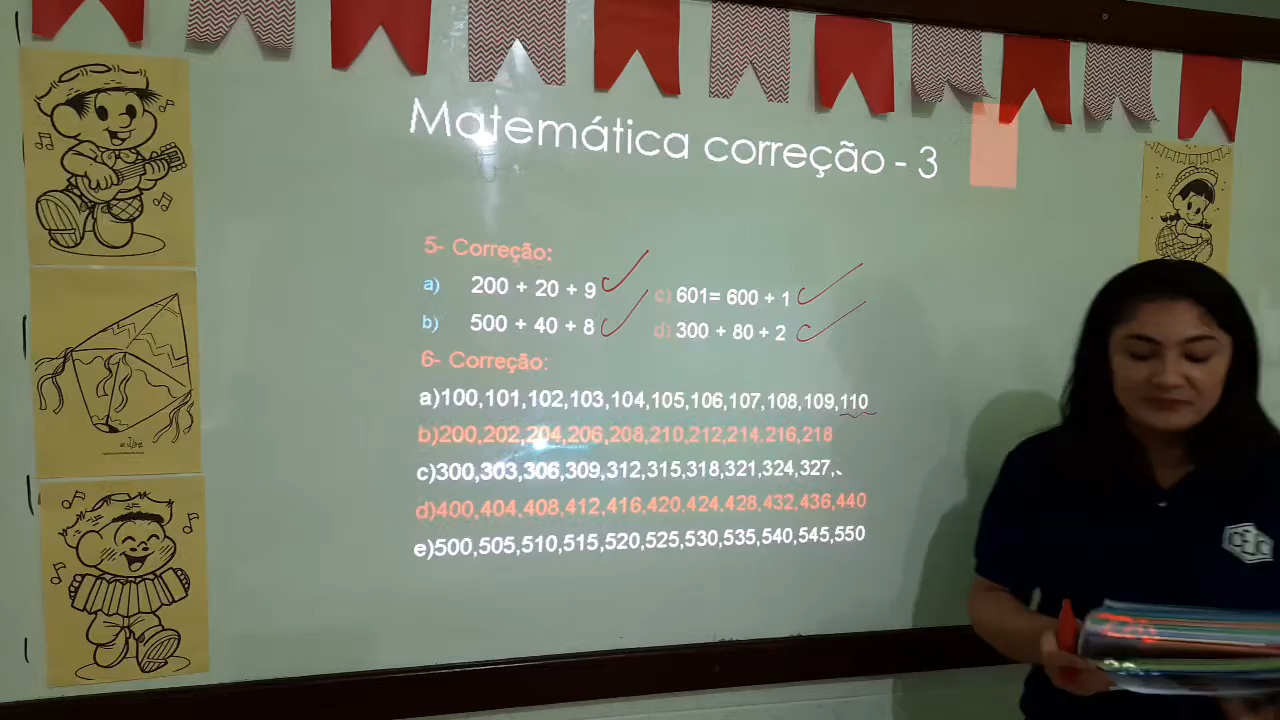 Matemática correção - 3
5- Correção:
a) 200 + 20 + 9
c) 601= 600 + 1
b) 500 + 40 + 8
d) 300 + 80 + 2
6- Correção:
a)100,101,102,103,104,105,106,107,108,109,110
b)200,202,204,206,208,210,212,214,216,218
c)300,303,306,309,312,315,318,321,324,327,
d)400,404,408,412,416,420,424,428,432,436,440
e)500,505,510,515,520,525,530,535,540,545,550